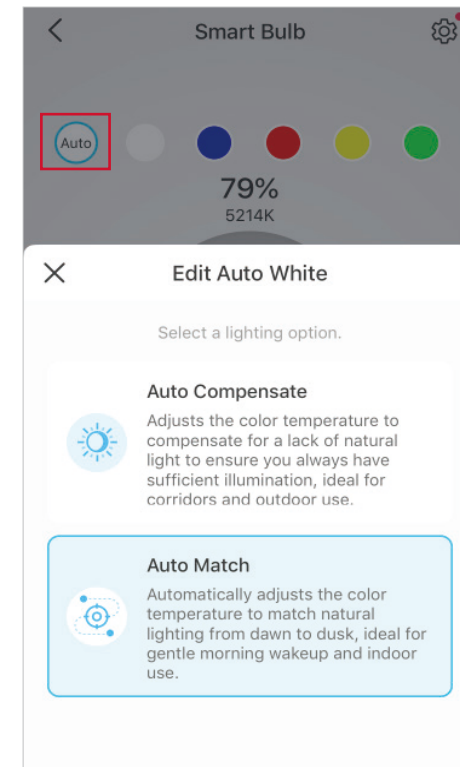 Smart Bulb
Auto
79%
5214K
Edit Auto White
Select a lighting option.
Auto Compensate
Adjusts the color temperature to
compensate for a lack of natural
light to ensure you always have
sufficient illumination, ideal for
corridors and outdoor use.
Auto Match
Automatically adjusts the color
temperature to match natural
lighting from dawn to dusk, ideal for
gentle morning wakeup and indoor
use.